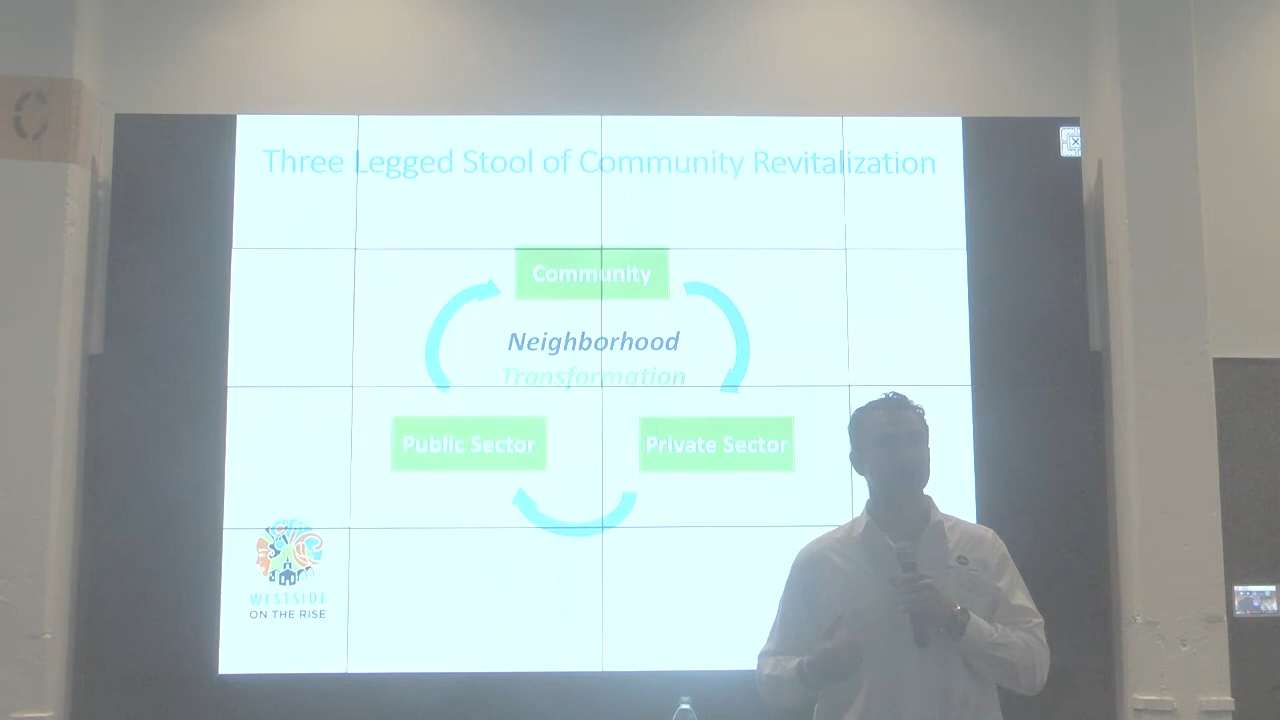 Three Legged Stool of Community Revitalization
Community
Neighborhood
Transformation
Public Sector
Private Sector
WESTSIDE
ON THE RISE